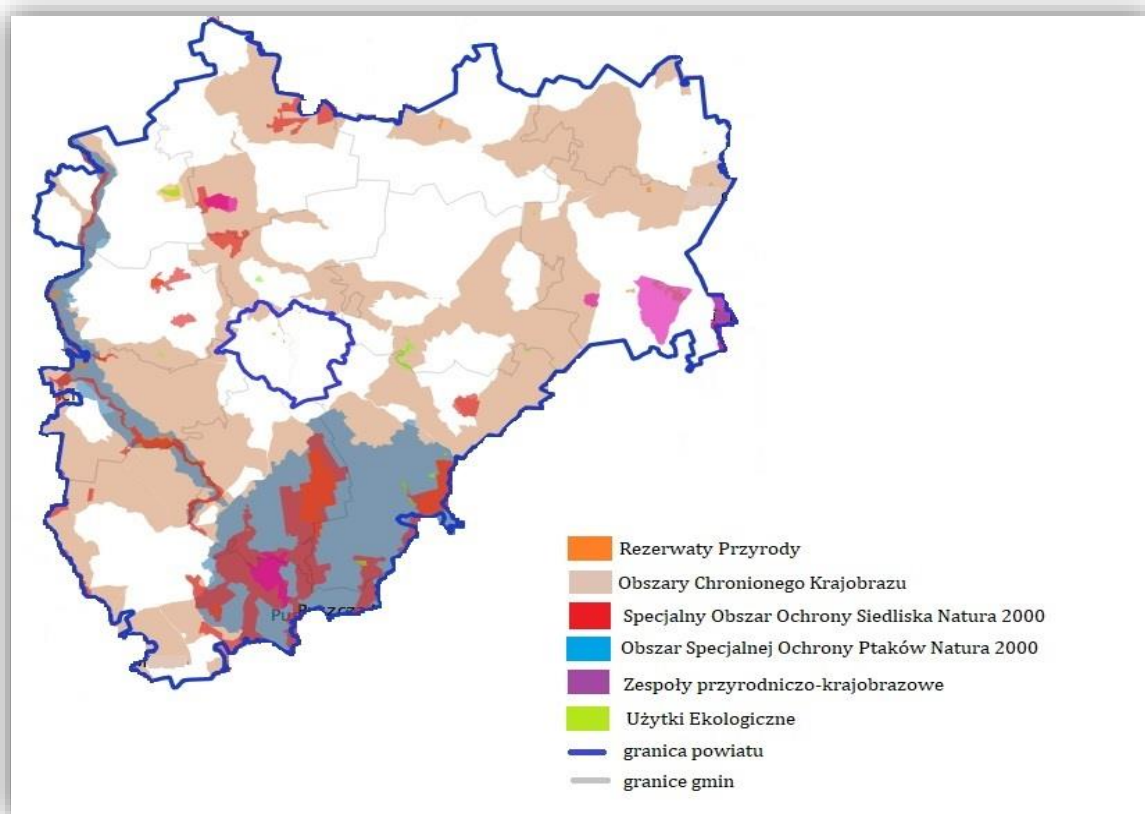 Rezerwaty Przyrody
Obszary Chronionego Krajobrazu
Specjalny Obszar Ochrony Siedliska Natura 2000
Obszar Specjalnej Ochrony Ptaków Natura 2000
Zespoły przyrodniczo-krajobrazowe
Użytki Ekologiczne
granica powiatu
granice gmin